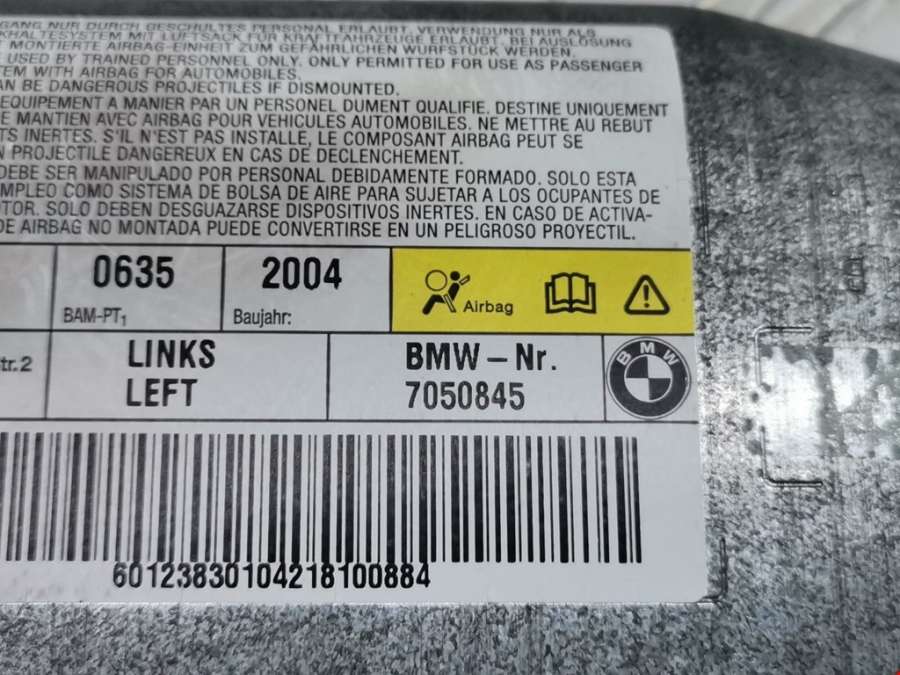 GANG NUR DURCH GESCHULTES PERSONAL ERLAUBT. VERWENDUNG NUR ALS
KHALTESYSTEM MIT LUFTSACK FÜR KRAFTFAHRZEUGE ERLAUBT. BEI AUSLÖSUNG
MONTIERTE AIRBAG-EINHEIT ZUM GEFÄHRLICHEN WURFSTÜCK WERDEN.
USED BY TRAINED PERSONNEL ONLY. ONLY PERMITTED FOR USE AS PASSENGER
TEM WITH AIRBAG FOR AUTOMOBILES.
AN BE DANGEROUS PROJECTILES IF DISMOUNTED.
EQUIPEMENT A MANIER PAR UN PERSONEL DUMENT QUALIFIE. DESTINE UNIQUEMENT
E MANTIEN AVEC AIRBAG POUR VEHICULES AUTOMOBILES. NE METTRE AU REBUT
TS INERTES. S'IL N'EST PAS INSTALLE, LE COMPOSANT AIRBAG PEUT SE
N PROJECTILE DANGEREUX EN CAS DE DECLENCHEMENT.
DEBE SER MANIPULADO POR PERSONAL DEBIDAMENTE FORMADO. SOLO ESTA
MPLEO COMO SISTEMA DE BOLSA DE AIRE PARA SUJETAR A LOS OCUPANTES DE
OTOR. SOLO DEBEN DESGUAZARSE DISPOSITIVOS INERTES. EN CASO DE ACTIVA-
DE AIRBAG NO MONTADA PUEDE CONVERTIRSE EN UN PELIGROSO PROYECTIL.
0635 2004
BAM-PT1 Baujahr: Airbag
tr.2 LINKS BMW – Nr. BMW
LEFT 7050845
60123830104218100884